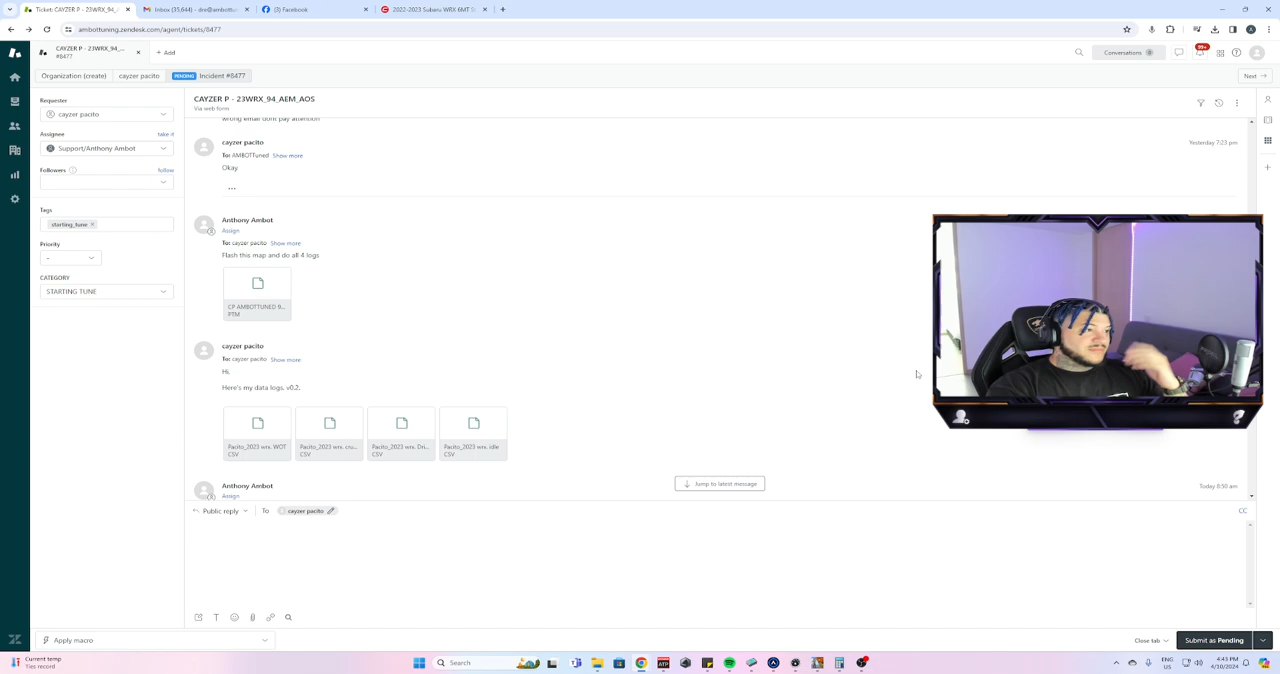 Ticket: CAYZER P - 23WRX_94_
Inbox (35,644) - dre@ambottu
(3) Facebook
2022-2023 Subaru WRX 6MT S
ambottuning.zendesk.com/agent/tickets/8477
CAYZER P - 23WRX_94_...
#8477
+ Add
Conversations 0
99+
Organization (create)
cayzer pacito
PENDING Incident #8477
Next
Requester
cayzer pacito
Assignee
take it
Support/Anthony Ambot
Followers
follow
Tags
starting_tune
Priority
-
CATEGORY
STARTING TUNE
CAYZER P - 23WRX_94_AEM_AOS
Via web form
wrong email dont pay attention
cayzer pacito
Yesterday 7:23 pm
To: AMBOTTuned Show more
Okay
...
Anthony Ambot
Assign
To: cayzer pacito Show more
Flash this map and do all 4 logs
CP AMBOTTUNED 9...
PTM
cayzer pacito
To: cayzer pacito Show more
Hi,
Here's my data logs. v0.2.
Pacito_2023 wrx. WOT
CSV
Pacito_2023 wrx. cru...
CSV
Pacito_2023 wrx. Dri...
CSV
Pacito_2023 wrx. idle
CSV
Jump to latest message
Anthony Ambot
Today 8:50 am
Assign
Public reply
To
cayzer pacito
CC
Apply macro
Close tab
Submit as Pending
Current temp
Ties record
Search
ATP
ENG
US
4:43 PM
4/10/2024